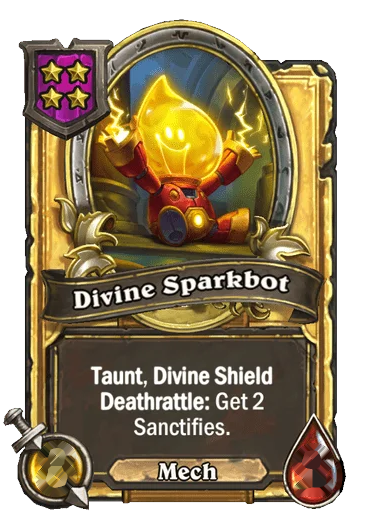 Divine Sparkbot
Taunt, Divine Shield
Deathrattle: Get 2
Sanctifies.
Mech